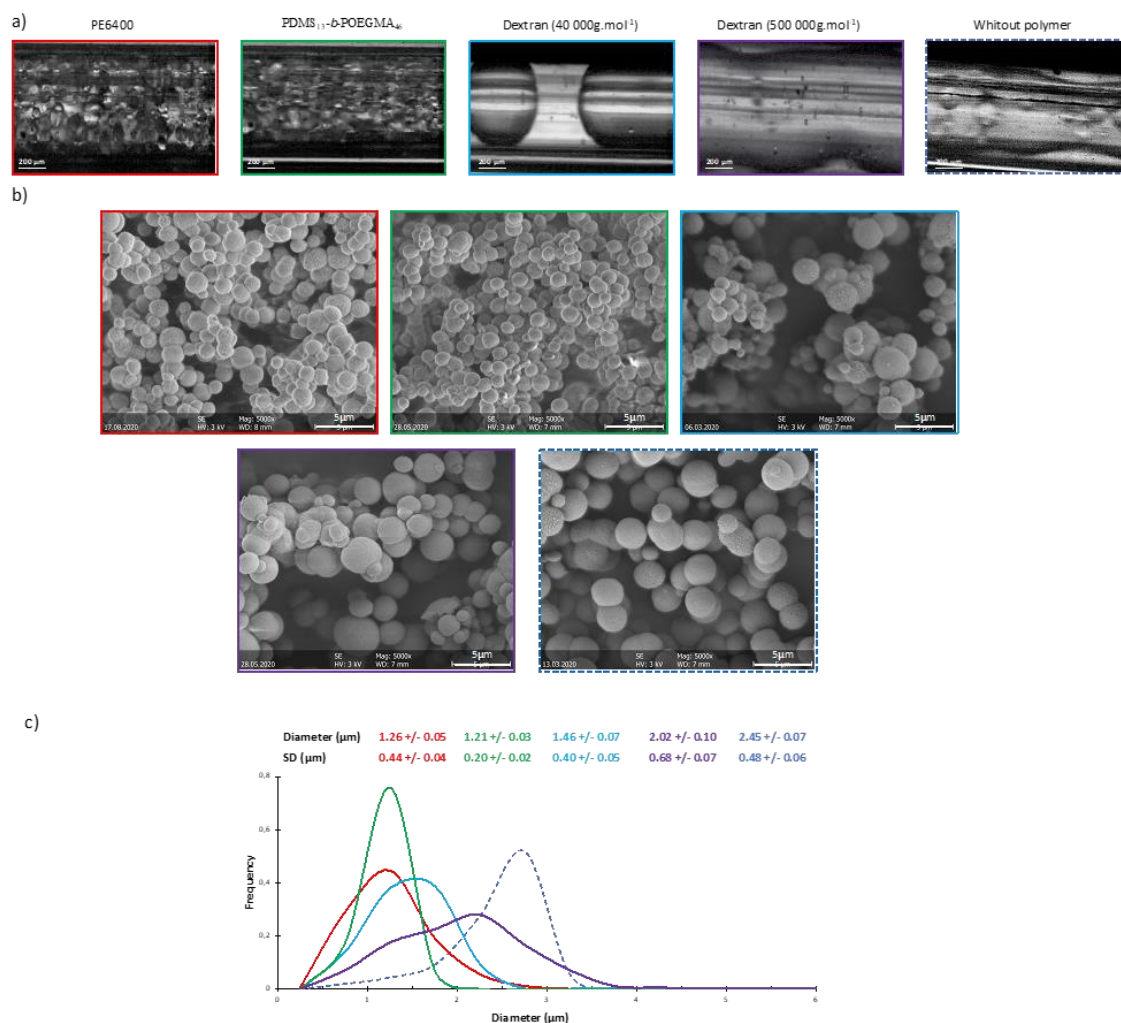 a)
PE6400
PDMS₁₃-b-POEGMA₄₆
Dextran (40 000g.mol⁻¹)
Dextran (500 000g.mol⁻¹)
Whitout polymer
200 µm
200 µm
200 µm
200 µm
b)
17.08.2020 SE HV: 3 kV Mag: 5000x WD: 8 mm 5µm
28.05.2020 SE HV: 3 kV Mag: 5000x WD: 7 mm 5µm
06.03.2020 SE HV: 3 kV Mag: 5000x WD: 7 mm 5µm
28.05.2020 SE HV: 3 kV Mag: 5000x WD: 7 mm 5µm
13.03.2020 SE HV: 3 kV Mag: 5000x WD: 7 mm 5µm
c)
Diameter (µm) 1.26 +/- 0.05 1.21 +/- 0.03 1.46 +/- 0.07 2.02 +/- 0.10 2.45 +/- 0.07
SD (µm) 0.44 +/- 0.04 0.20 +/- 0.02 0.40 +/- 0.05 0.68 +/- 0.07 0.48 +/- 0.06
0,8
0,6
0,4
0,2
0
Frequency
0 1 2 3 4 5 6
Diameter (µm)